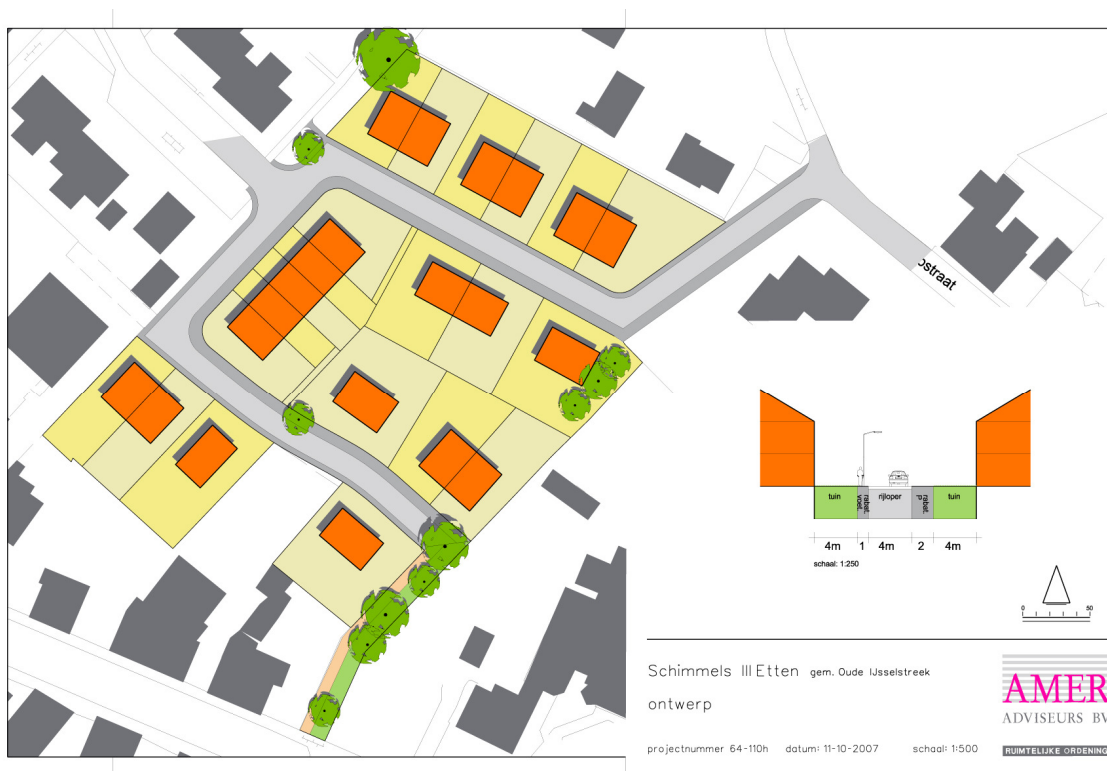 ostraat
tuin
rabat. voet.
rijloper
rabat. P
tuin
4m 1 4m 2 4m
schaal: 1:250
0 50
Schimmels III Etten gem. Oude IJsselstreek
ontwerp
projectnummer 64-110h datum: 11-10-2007 schaal: 1:500
AMER
ADVISEURS BV
RUIMTELIJKE ORDENING